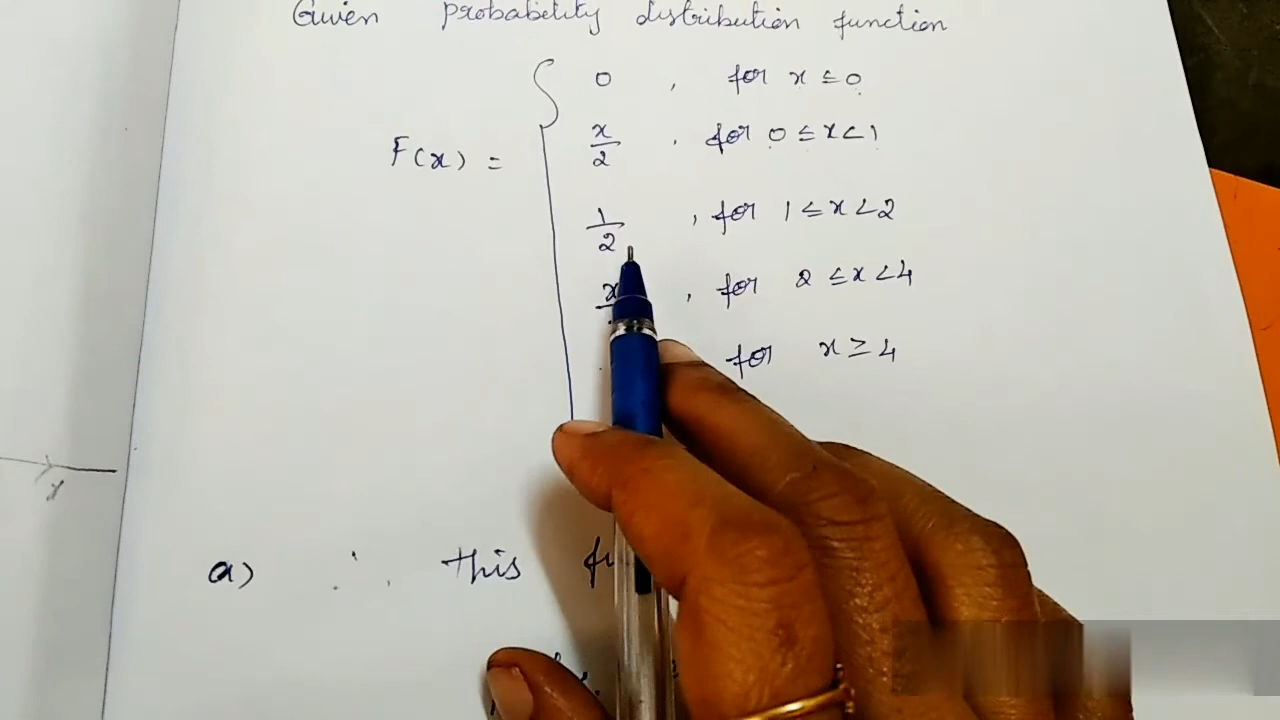 Given probability distribution function
0 , for x ≤ 0
F(x) = x/2 , for 0 ≤ x < 1
1/2 , for 1 ≤ x < 2
x , for 2 ≤ x < 4
for x ≥ 4
x
a) ∴ this